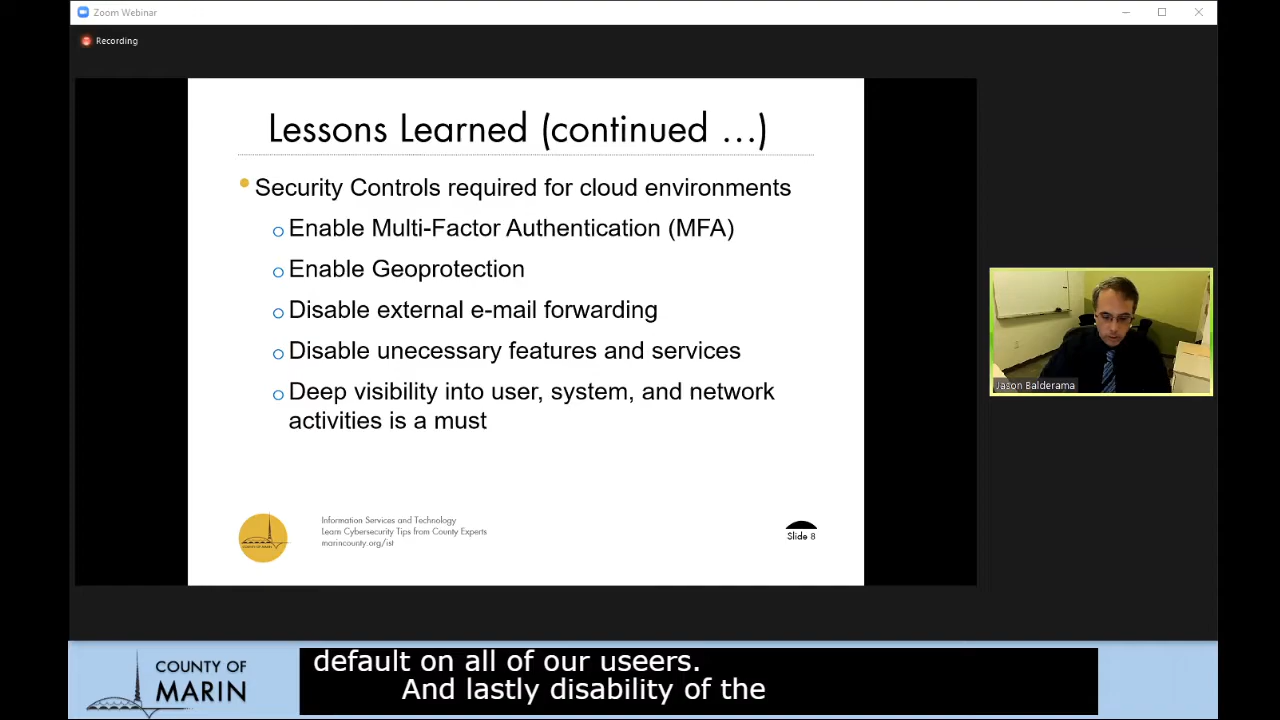 Zoom Webinar
Recording
Lessons Learned (continued ...)
Security Controls required for cloud environments
Enable Multi-Factor Authentication (MFA)
Enable Geoprotection
Disable external e-mail forwarding
Disable unecessary features and services
Deep visibility into user, system, and network
activities is a must
Jason Balderama
COUNTY OF MARIN
Information Services and Technology
Learn Cybersecurity Tips from County Experts
marincounty.org/ist
Slide 8
COUNTY OF
MARIN
default on all of our useers.
And lastly disability of the